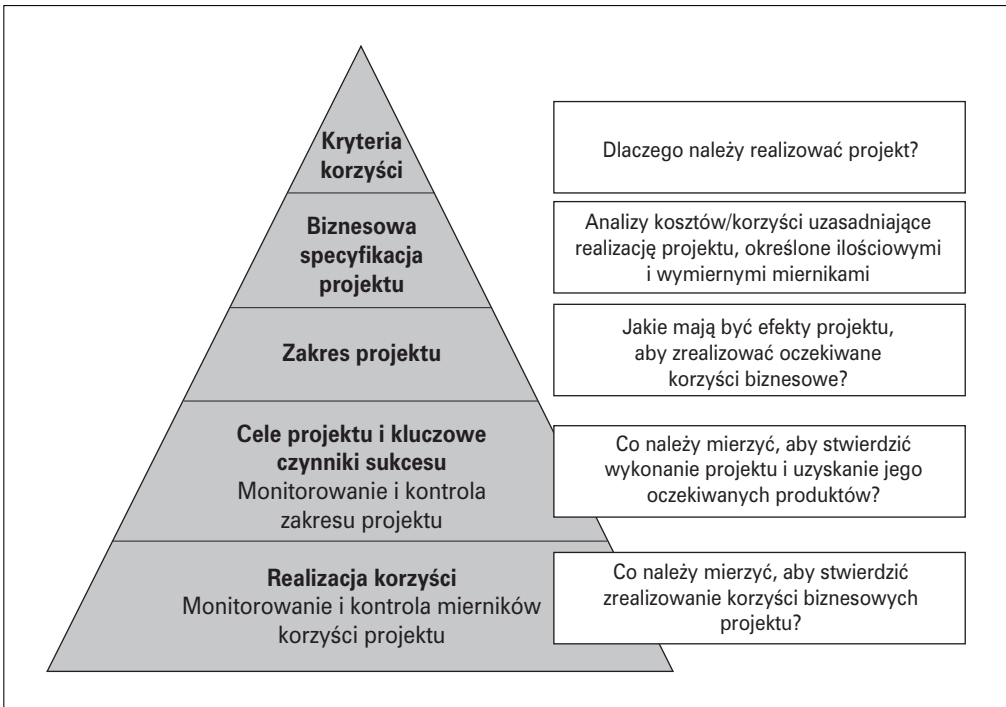 Kryteria
korzyści
Dlaczego należy realizować projekt?
Biznesowa
specyfikacja
projektu
Analizy kosztów/korzyści uzasadniające
realizację projektu, określone ilościowymi
i wymiernymi miernikami
Zakres projektu
Jakie mają być efekty projektu,
aby zrealizować oczekiwane
korzyści biznesowe?
Cele projektu i kluczowe
czynniki sukcesu
Monitorowanie i kontrola
zakresu projektu
Co należy mierzyć, aby stwierdzić
wykonanie projektu i uzyskanie jego
oczekiwanych produktów?
Realizacja korzyści
Monitorowanie i kontrola mierników
korzyści projektu
Co należy mierzyć, aby stwierdzić
zrealizowanie korzyści biznesowych
projektu?